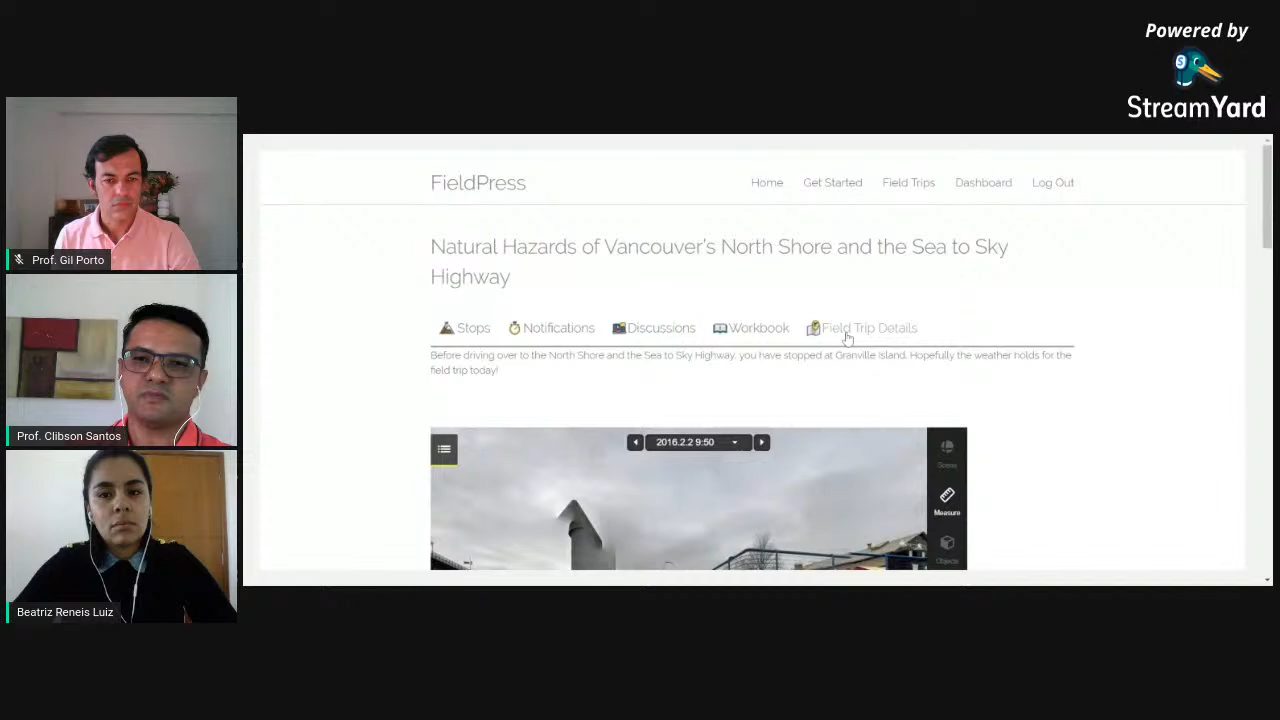 Powered by
StreamYard
Prof. Gil Porto
Prof. Clibson Santos
Beatriz Reneis Luiz
FieldPress
Home Get Started Field Trips Dashboard Log Out
Natural Hazards of Vancouver's North Shore and the Sea to Sky
Highway
Stops Notifications Discussions Workbook Field Trip Details
Before driving over to the North Shore and the Sea to Sky Highway, you have stopped at Granville Island. Hopefully the weather holds for the
field trip today!
2016.2.2 9:50
Scene
Measure
Objects